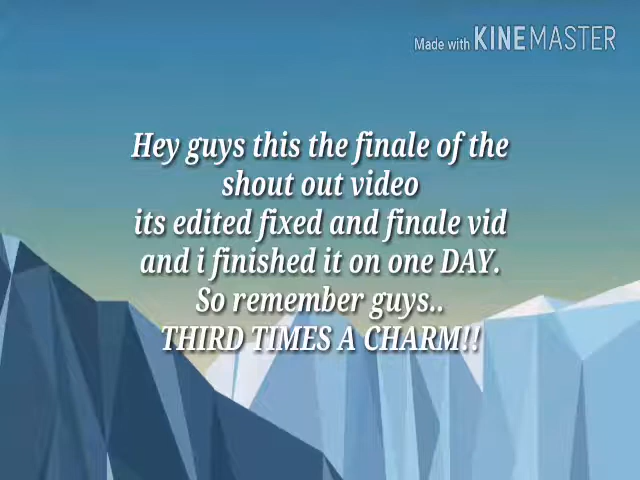 Made with KINEMASTER
Hey guys this the finale of the
shout out video
its edited fixed and finale vid
and i finished it on one DAY.
So remember guys..
THIRD TIMES A CHARM!!